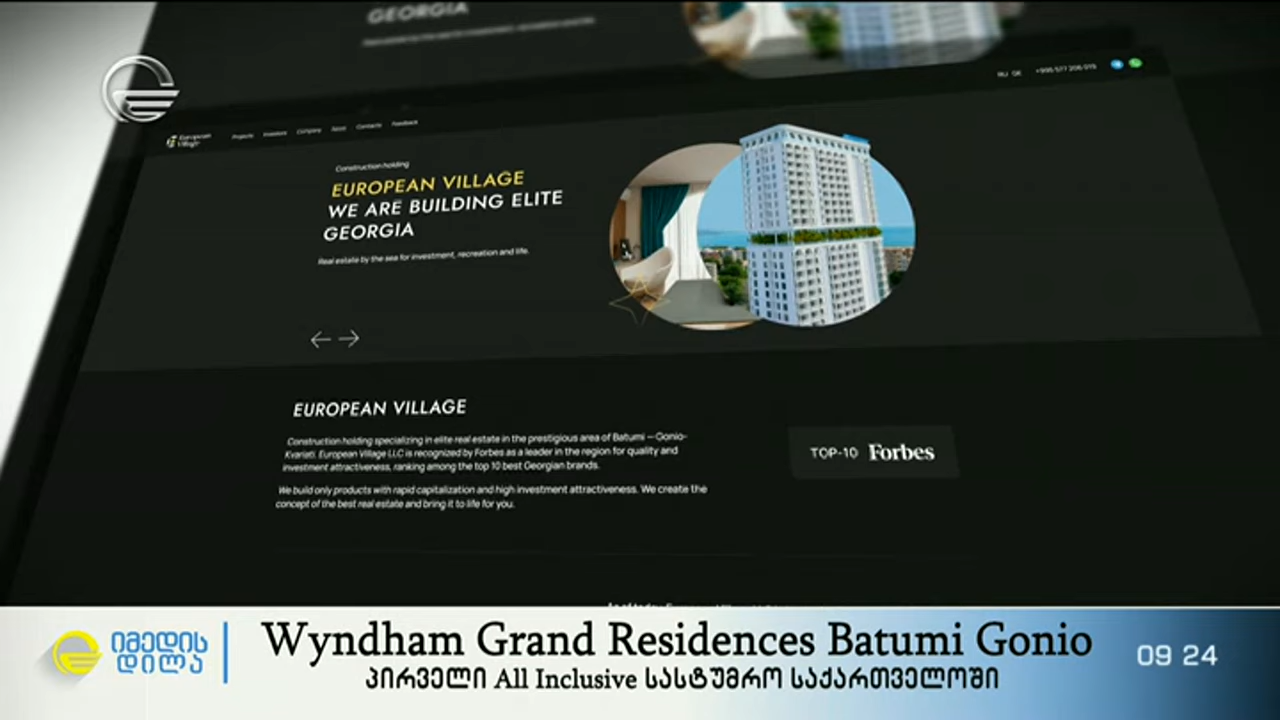 GEORGIA
RU GE +995 577 206 019
European Village
Projects Investors Company News Contacts Feedback
Construction holding
EUROPEAN VILLAGE
WE ARE BUILDING ELITE
GEORGIA
Real estate by the sea for investment, recreation and life.
EUROPEAN VILLAGE
Construction holding specializing in elite real estate in the prestigious area of Batumi — Gonio-
Kvariati. European Village LLC is recognized by Forbes as a leader in the region for quality and
investment attractiveness, ranking among the top 10 best Georgian brands.
TOP-10 Forbes
We build only products with rapid capitalization and high investment attractiveness. We create the
concept of the best real estate and bring it to life for you.
იმედის
დილა
Wyndham Grand Residences Batumi Gonio
პირველი All Inclusive სასტუმრო საქართველოში
09 24